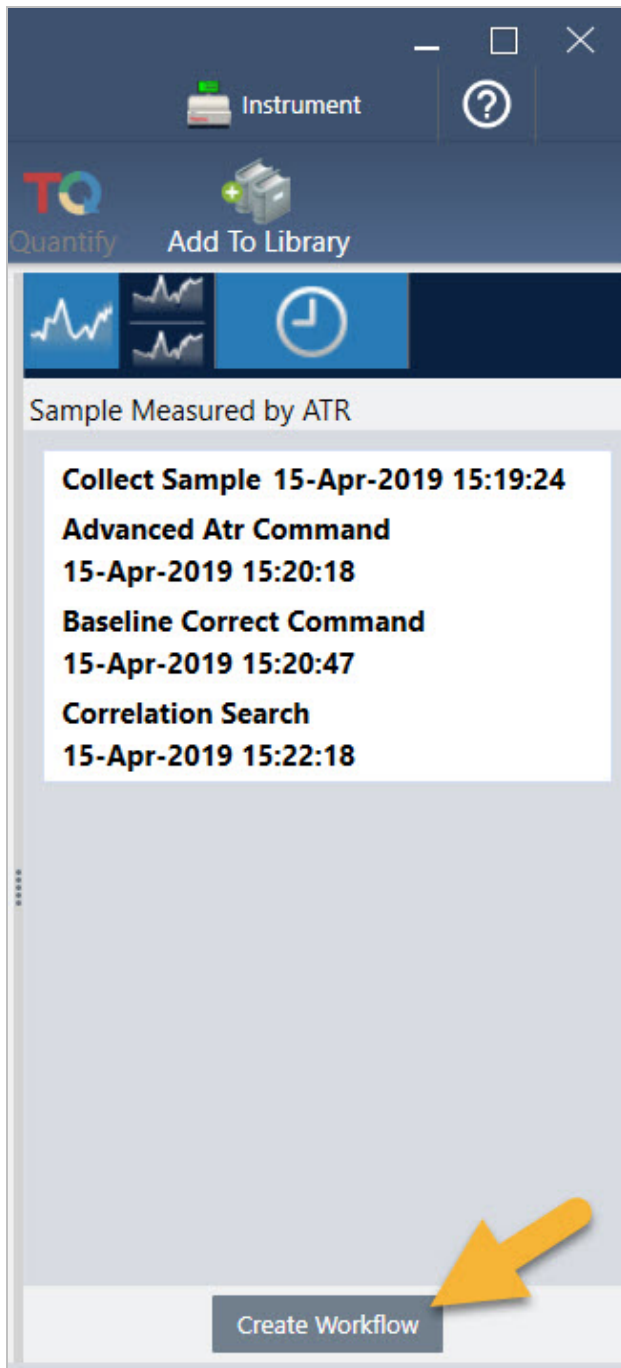 Instrument
?
TQ
Quantify
Add To Library
Sample Measured by ATR
Collect Sample 15-Apr-2019 15:19:24
Advanced Atr Command
15-Apr-2019 15:20:18
Baseline Correct Command
15-Apr-2019 15:20:47
Correlation Search
15-Apr-2019 15:22:18
Create Workflow